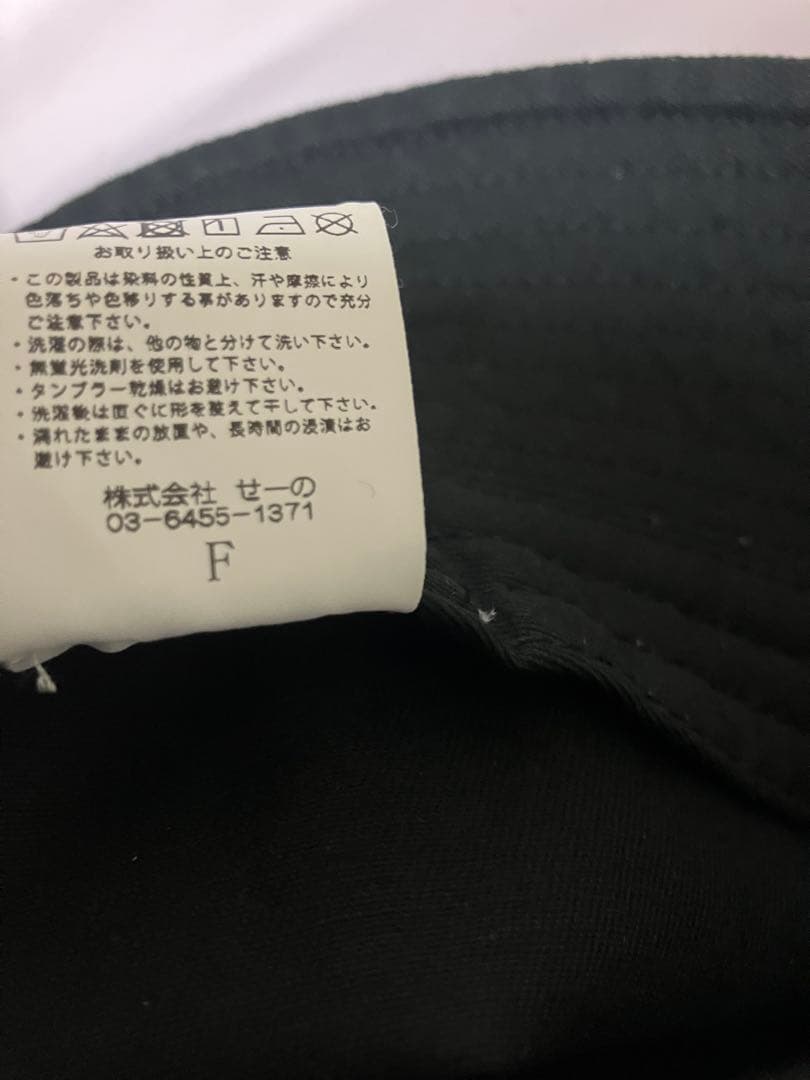 お取り扱い上のご注意
・この製品は染料の性質上、汗や摩擦により
色落ちや色移りする事がありますので充分
ご注意下さい。
・洗濯の際は、他の物と分けて洗い下さい。
・無蛍光洗剤を使用して下さい。
・タンブラー乾燥はお避け下さい。
・洗濯後は直ぐに形を整えて干して下さい.
・濡れたままの放置や、長時間の浸漬はお
避け下さい。
株式会社 せーの
03-6455-1371
F